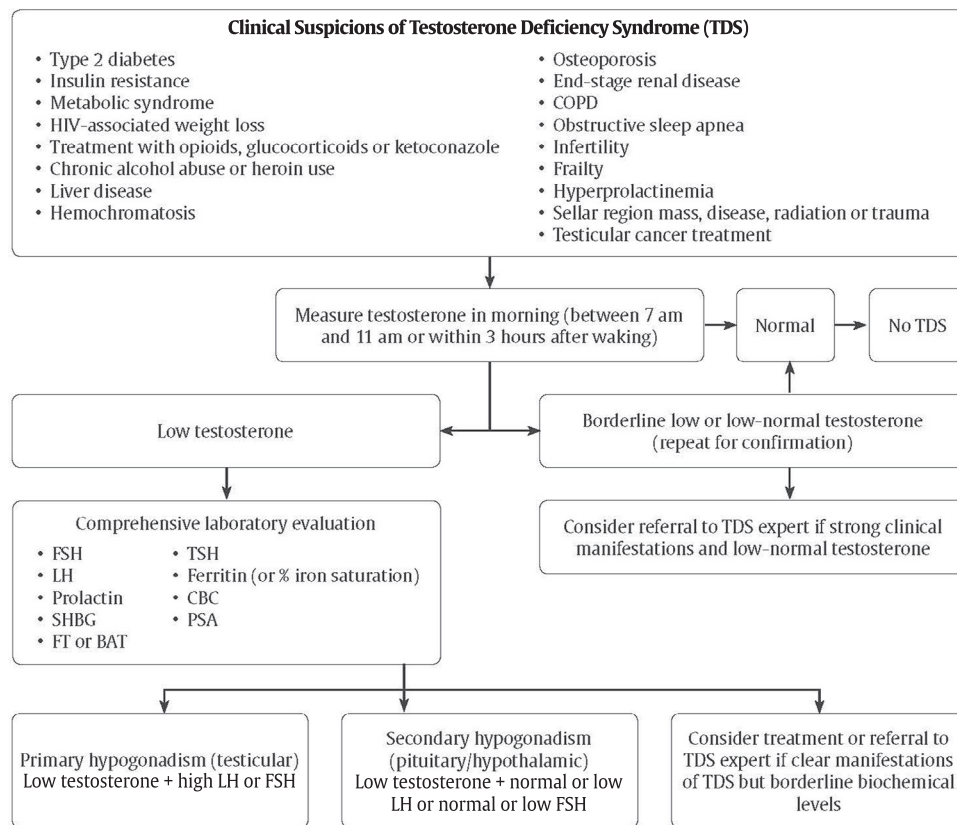 Clinical Suspicions of Testosterone Deficiency Syndrome (TDS)
• Type 2 diabetes
• Insulin resistance
• Metabolic syndrome
• HIV-associated weight loss
• Treatment with opioids, glucocorticoids or ketoconazole
• Chronic alcohol abuse or heroin use
• Liver disease
• Hemochromatosis
• Osteoporosis
• End-stage renal disease
• COPD
• Obstructive sleep apnea
• Infertility
• Frailty
• Hyperprolactinemia
• Sellar region mass, disease, radiation or trauma
• Testicular cancer treatment
Measure testosterone in morning (between 7 am
and 11 am or within 3 hours after waking)
Normal
No TDS
Low testosterone
Borderline low or low-normal testosterone
(repeat for confirmation)
Comprehensive laboratory evaluation
• FSH
• LH
• Prolactin
• SHBG
• FT or BAT
• TSH
• Ferritin (or % iron saturation)
• CBC
• PSA
Consider referral to TDS expert if strong clinical
manifestations and low-normal testosterone
Primary hypogonadism (testicular)
Low testosterone + high LH or FSH
Secondary hypogonadism
(pituitary/hypothalamic)
Low testosterone + normal or low
LH or normal or low FSH
Consider treatment or referral to
TDS expert if clear manifestations
of TDS but borderline biochemical
levels